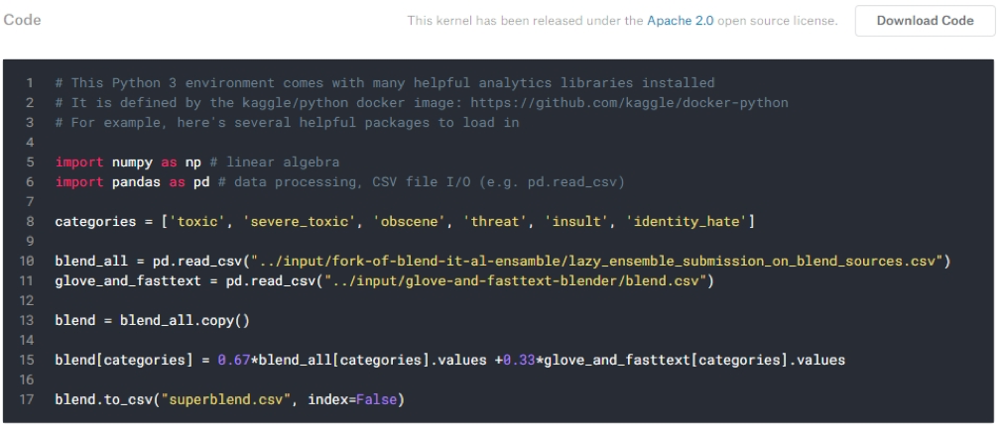 Code
This kernel has been released under the Apache 2.0 open source license.
Download Code
1 # This Python 3 environment comes with many helpful analytics libraries installed
2 # It is defined by the kaggle/python docker image: https://github.com/kaggle/docker-python
3 # For example, here's several helpful packages to load in
4
5 import numpy as np # linear algebra
6 import pandas as pd # data processing, CSV file I/O (e.g. pd.read_csv)
7
8 categories = ['toxic', 'severe_toxic', 'obscene', 'threat', 'insult', 'identity_hate']
9
10 blend_all = pd.read_csv("../input/fork-of-blend-it-al-ensamble/lazy_ensemble_submission_on_blend_sources.csv")
11 glove_and_fasttext = pd.read_csv("../input/glove-and-fasttext-blender/blend.csv")
12
13 blend = blend_all.copy()
14
15 blend[categories] = 0.67*blend_all[categories].values +0.33*glove_and_fasttext[categories].values
16
17 blend.to_csv("superblend.csv", index=False)